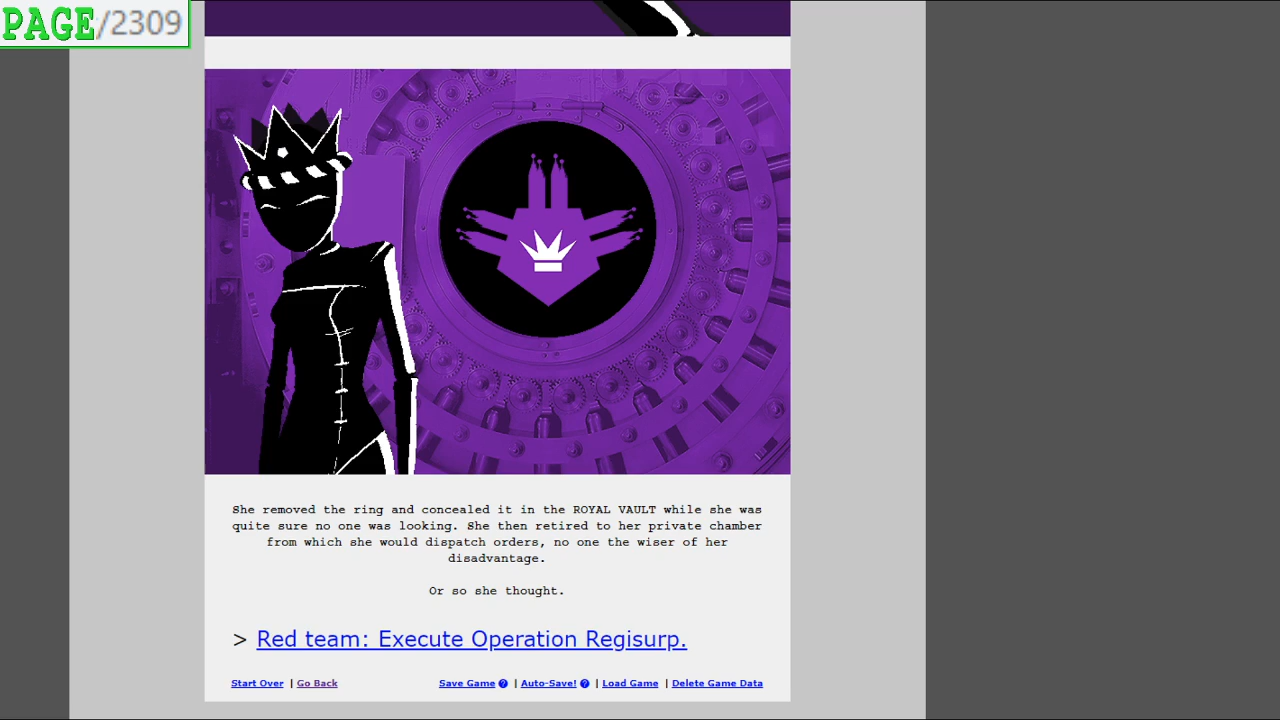 PAGE/2309
She removed the ring and concealed it in the ROYAL VAULT while she was
quite sure no one was looking. She then retired to her private chamber
from which she would dispatch orders, no one the wiser of her
disadvantage.
Or so she thought.
> Red team: Execute Operation Regisurp.
Start Over | Go Back Save Game ? | Auto-Save! ? | Load Game | Delete Game Data